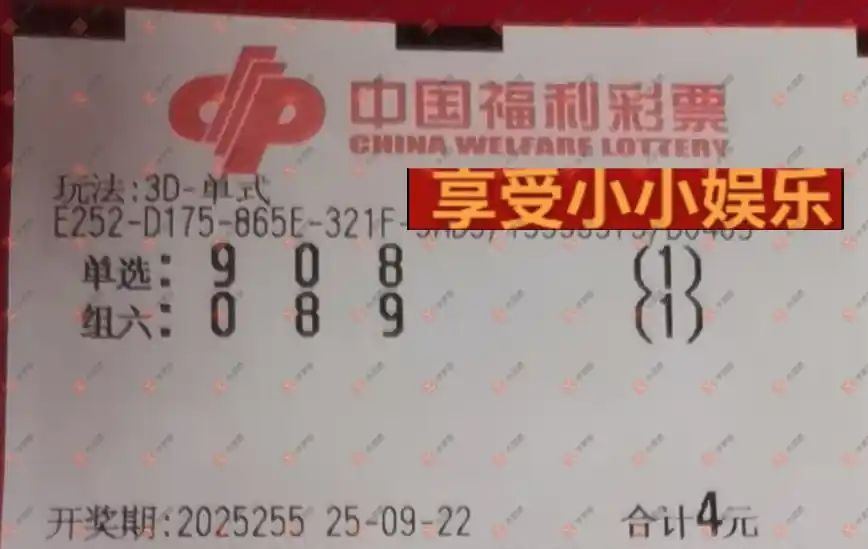 中国福利彩票
CHINA WELFARE LOTTERY
玩法:3D-单式
享受小小娱乐
E252-D175-865E-321F-
单选: 9 0 8 (1)
组六: 0 8 9 (1)
开奖期:2025255 25-09-22 合计4元